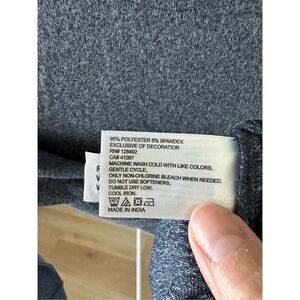 95% POLYESTER 5% SPANDEX
EXCLUSIVE OF DECORATION
RN# 128492
CA# 41097
MACHINE WASH COLD WITH LIKE COLORS,
GENTLE CYCLE,
ONLY NON-CHLORINE BLEACH WHEN NEEDED,
DO NOT USE SOFTENERS,
TUMBLE DRY LOW,
COOL IRON.
MADE IN INDIA